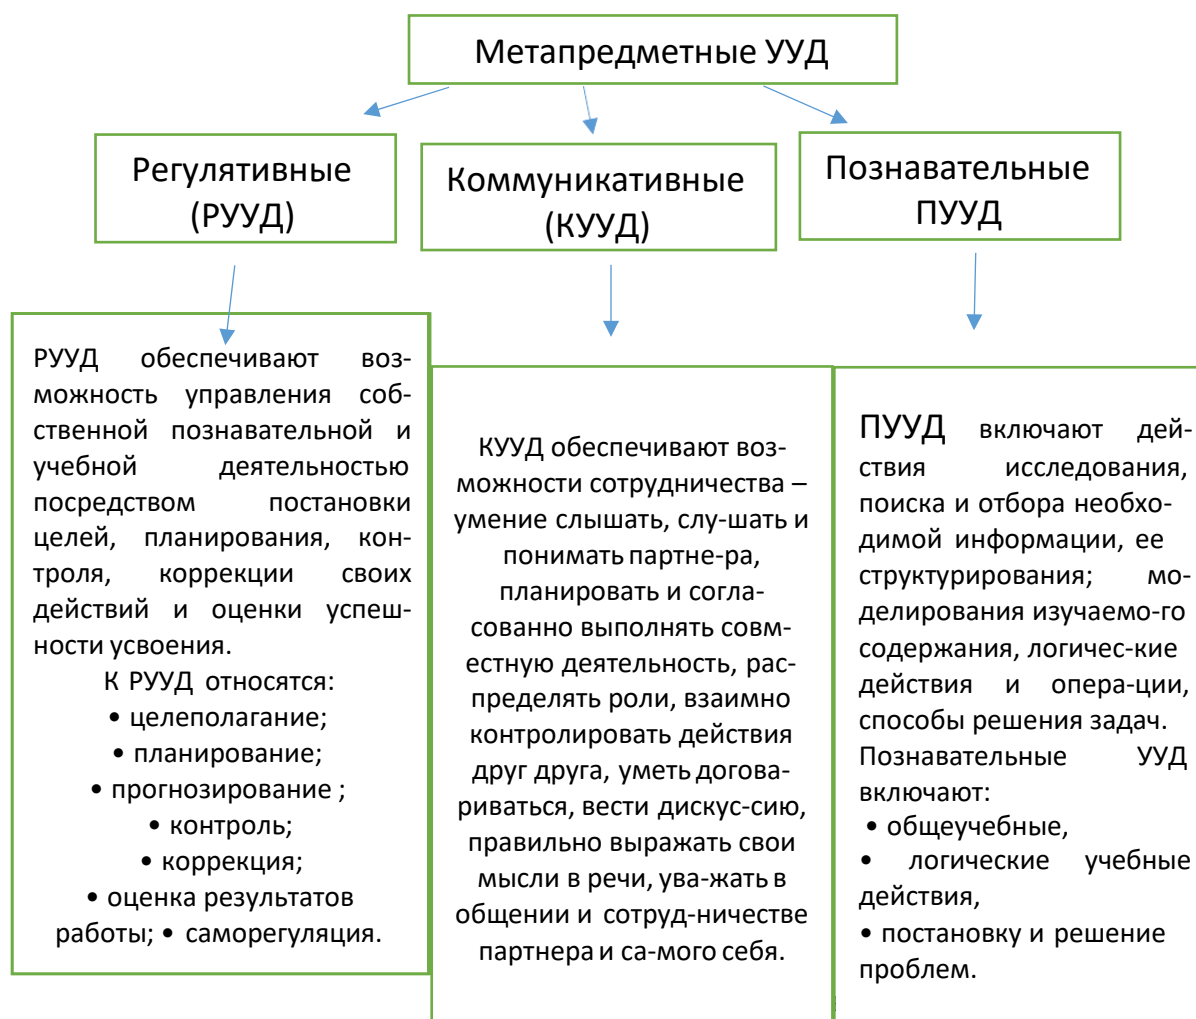 Метапредметные УУД
Регулятивные
(РУУД)
Коммуникативные
(КУУД)
Познавательные
ПУУД
РУУД обеспечивают воз-
можность управления соб-
ственной познавательной и
учебной деятельностью
посредством постановки
целей, планирования, кон-
троля, коррекции своих
действий и оценки успеш-
ности усвоения.
К РУУД относятся:
• целеполагание;
• планирование;
• прогнозирование ;
• контроль;
• коррекция;
• оценка результатов
работы; • саморегуляция.
КУУД обеспечивают воз-
можности сотрудничества –
умение слышать, слу-шать и
понимать партне-ра,
планировать и согла-
сованно выполнять совм-
естную деятельность, рас-
пределять роли, взаимно
контролировать действия
друг друга, уметь догова-
риваться, вести дискус-сию,
правильно выражать свои
мысли в речи, ува-жать в
общении и сотруд-ничестве
партнера и са-мого себя.
ПУУД включают дей-
ствия исследования,
поиска и отбора необхо-
димой информации, ее
структурирования; мо-
делирования изучаемо-го
содержания, логичес-кие
действия и опера-ции,
способы решения задач.
Познавательные УУД
включают:
• общеучебные,
• логические учебные
действия,
• постановку и решение
проблем.